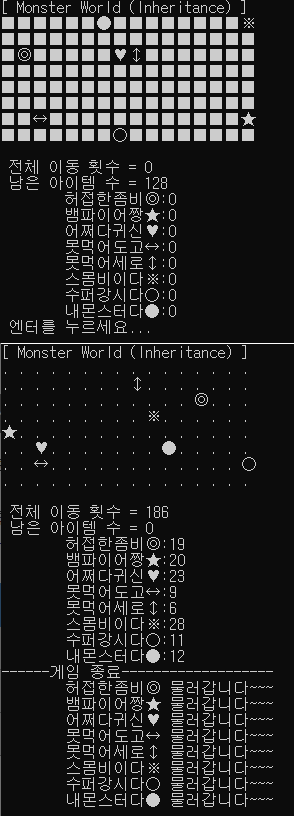 [ Monster World (Inheritance) ]
전체 이동 횟수 = 0
남은 아이템 수 = 128
허접한좀비◎:0
뱀파이어짱★:0
어쩌다귀신♥:0
못먹어도고↔:0
못먹어세로↕:0
스몸비이다※:0
수퍼강시다○:0
내몬스터다●:0
엔터를 누르세요...
[ Monster World (Inheritance) ]
전체 이동 횟수 = 186
남은 아이템 수 = 0
허접한좀비◎:19
뱀파이어짱★:20
어쩌다귀신♥:23
못먹어도고↔:9
못먹어세로↕:6
스몸비이다※:28
수퍼강시다○:11
내몬스터다●:12
------게임 종료-------------------
허접한좀비◎ 물러갑니다~~~
뱀파이어짱★ 물러갑니다~~~
어쩌다귀신♥ 물러갑니다~~~
못먹어도고↔ 물러갑니다~~~
못먹어세로↕ 물러갑니다~~~
스몸비이다※ 물러갑니다~~~
수퍼강시다○ 물러갑니다~~~
내몬스터다● 물러갑니다~~~